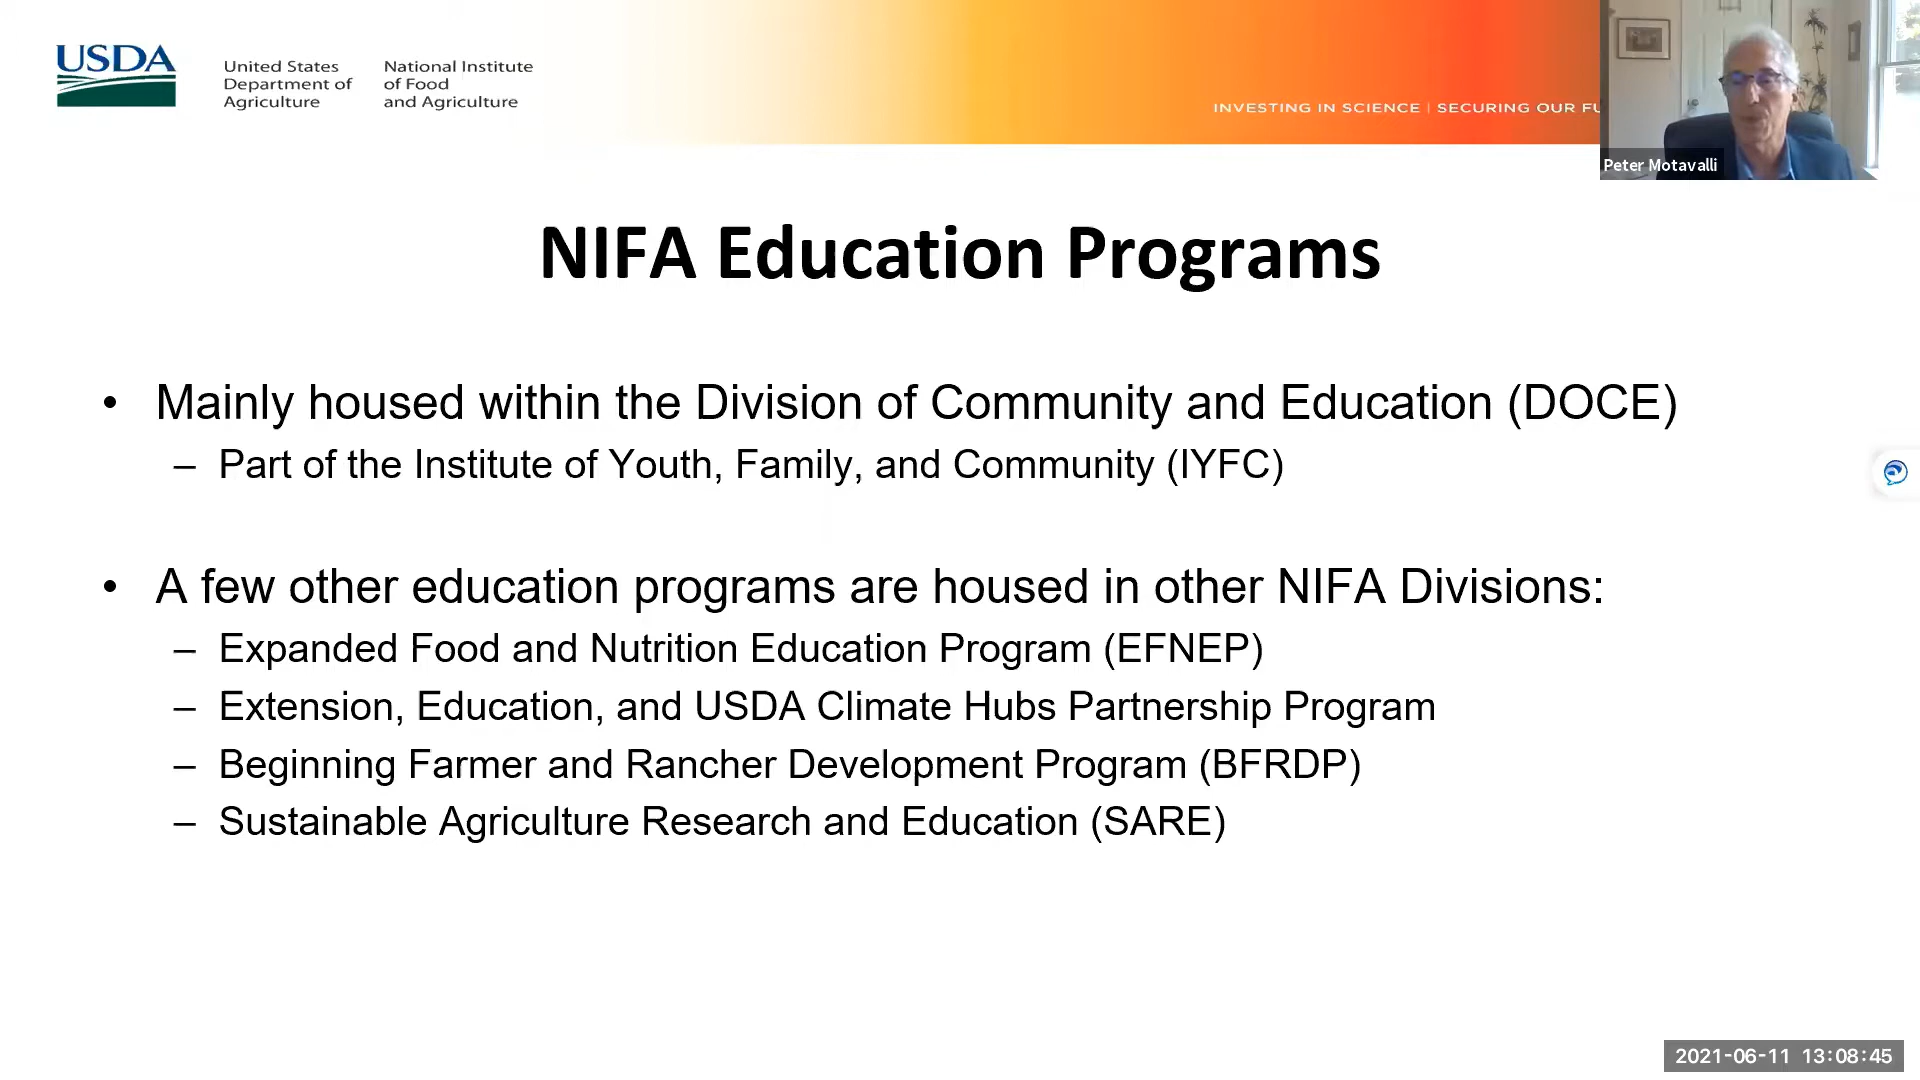 USDA
United States
Department of
Agriculture
National Institute
of Food
and Agriculture
INVESTING IN SCIENCE | SECURING OUR
Peter Motavalli
NIFA Education Programs
• Mainly housed within the Division of Community and Education (DOCE)
– Part of the Institute of Youth, Family, and Community (IYFC)
• A few other education programs are housed in other NIFA Divisions:
– Expanded Food and Nutrition Education Program (EFNEP)
– Extension, Education, and USDA Climate Hubs Partnership Program
– Beginning Farmer and Rancher Development Program (BFRDP)
– Sustainable Agriculture Research and Education (SARE)
2021-06-11 13:08:45